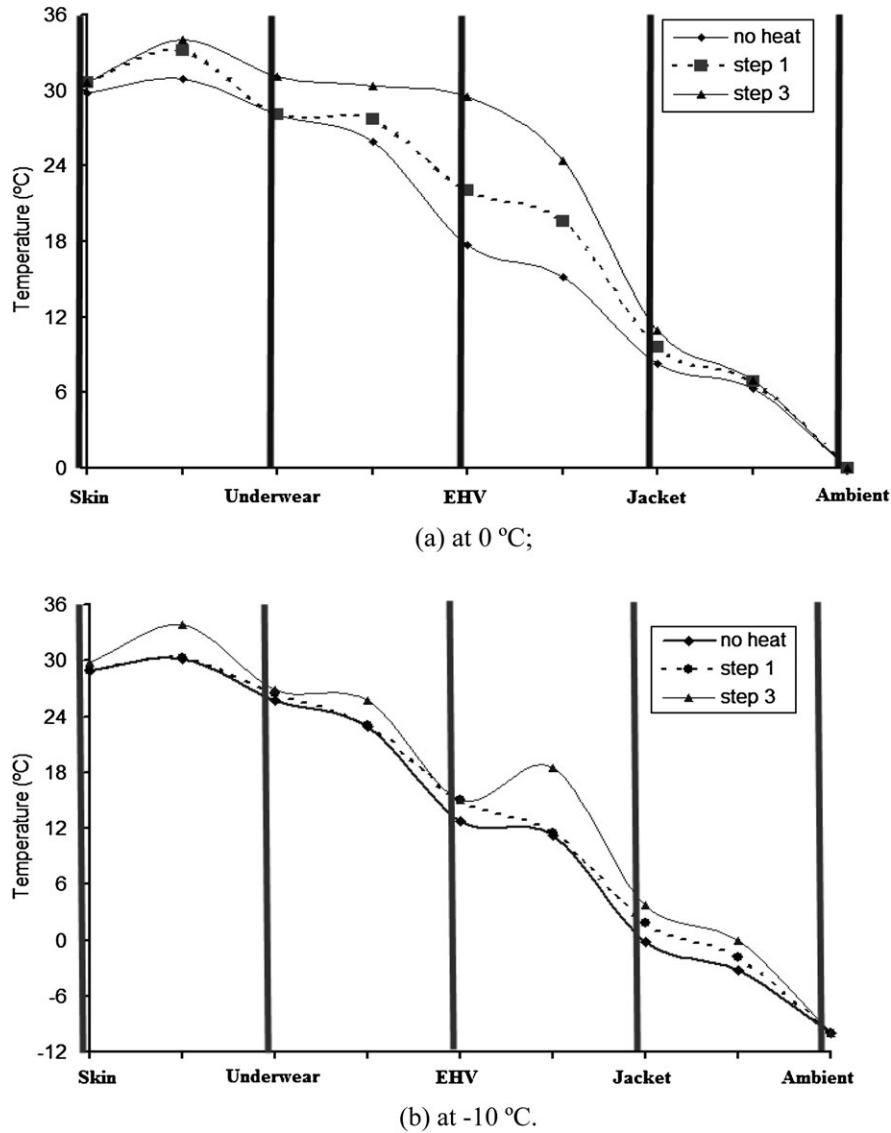 36
30
24
18
12
6
0
Temperature (ºC)
no heat
step 1
step 3
Skin Underwear EHV Jacket Ambient
(a) at 0 ºC;
36
30
24
18
12
6
0
-6
-12
Temperature (ºC)
no heat
step 1
step 3
Skin Underwear EHV Jacket Ambient
(b) at -10 ºC.